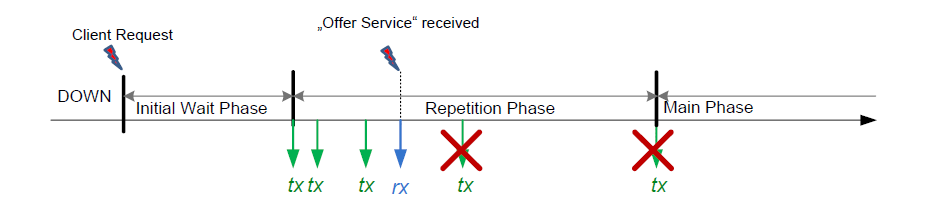 „Offer Service“ received
Client Request
DOWN
Initial Wait Phase
Repetition Phase
Main Phase
tx tx tx rx tx tx